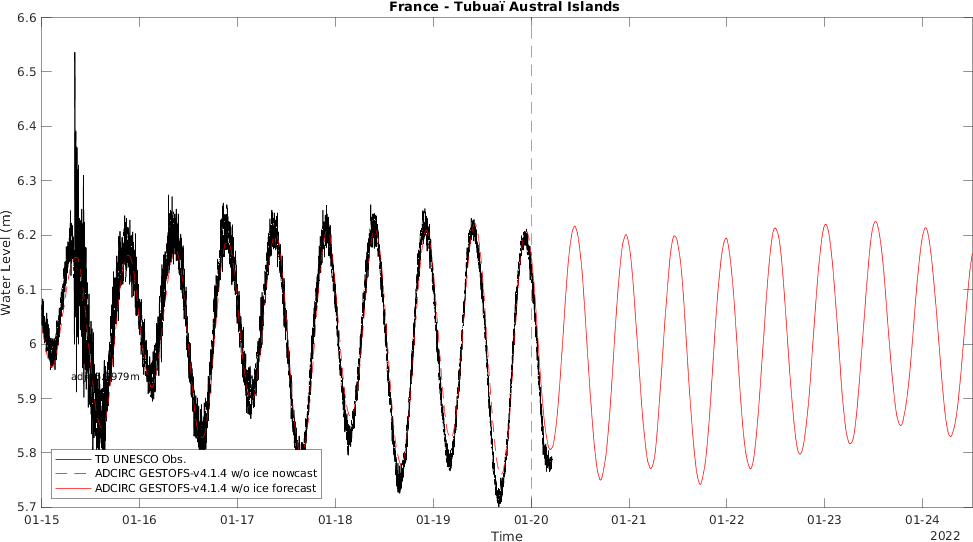 France - Tubuaï Austral Islands
6.6
6.5
6.4
6.3
6.2
6.1
6
5.9
5.8
5.7
Water Level (m)
TD UNESCO Obs.
ADCIRC GESTOFS-v4.1.4 w/o ice nowcast
ADCIRC GESTOFS-v4.1.4 w/o ice forecast
01-15 01-16 01-17 01-18 01-19 01-20 01-21 01-22 01-23 01-24
Time
2022